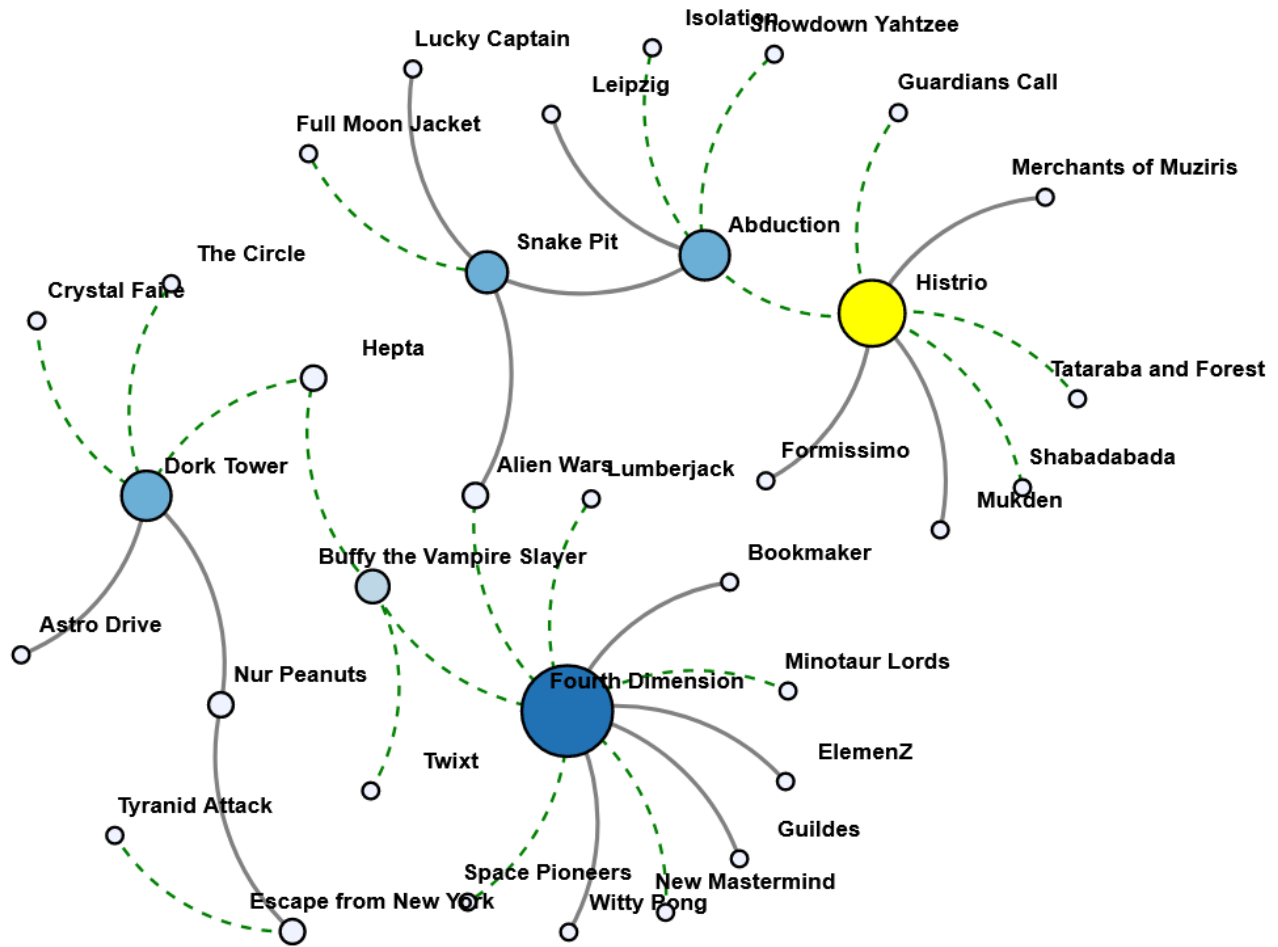 Isolation
Showdown Yahtzee
Lucky Captain
Leipzig
Guardians Call
Full Moon Jacket
Merchants of Muziris
Abduction
Snake Pit
The Circle
Histrio
Crystal Faire
Hepta
Tataraba and Forest
Formissimo
Shabadabada
Dork Tower
Alien Wars
Lumberjack
Mukden
Buffy the Vampire Slayer
Bookmaker
Astro Drive
Minotaur Lords
Nur Peanuts
Fourth Dimension
ElemenZ
Twixt
Tyranid Attack
Guildes
Space Pioneers
New Mastermind
Escape from New York
Witty Pong